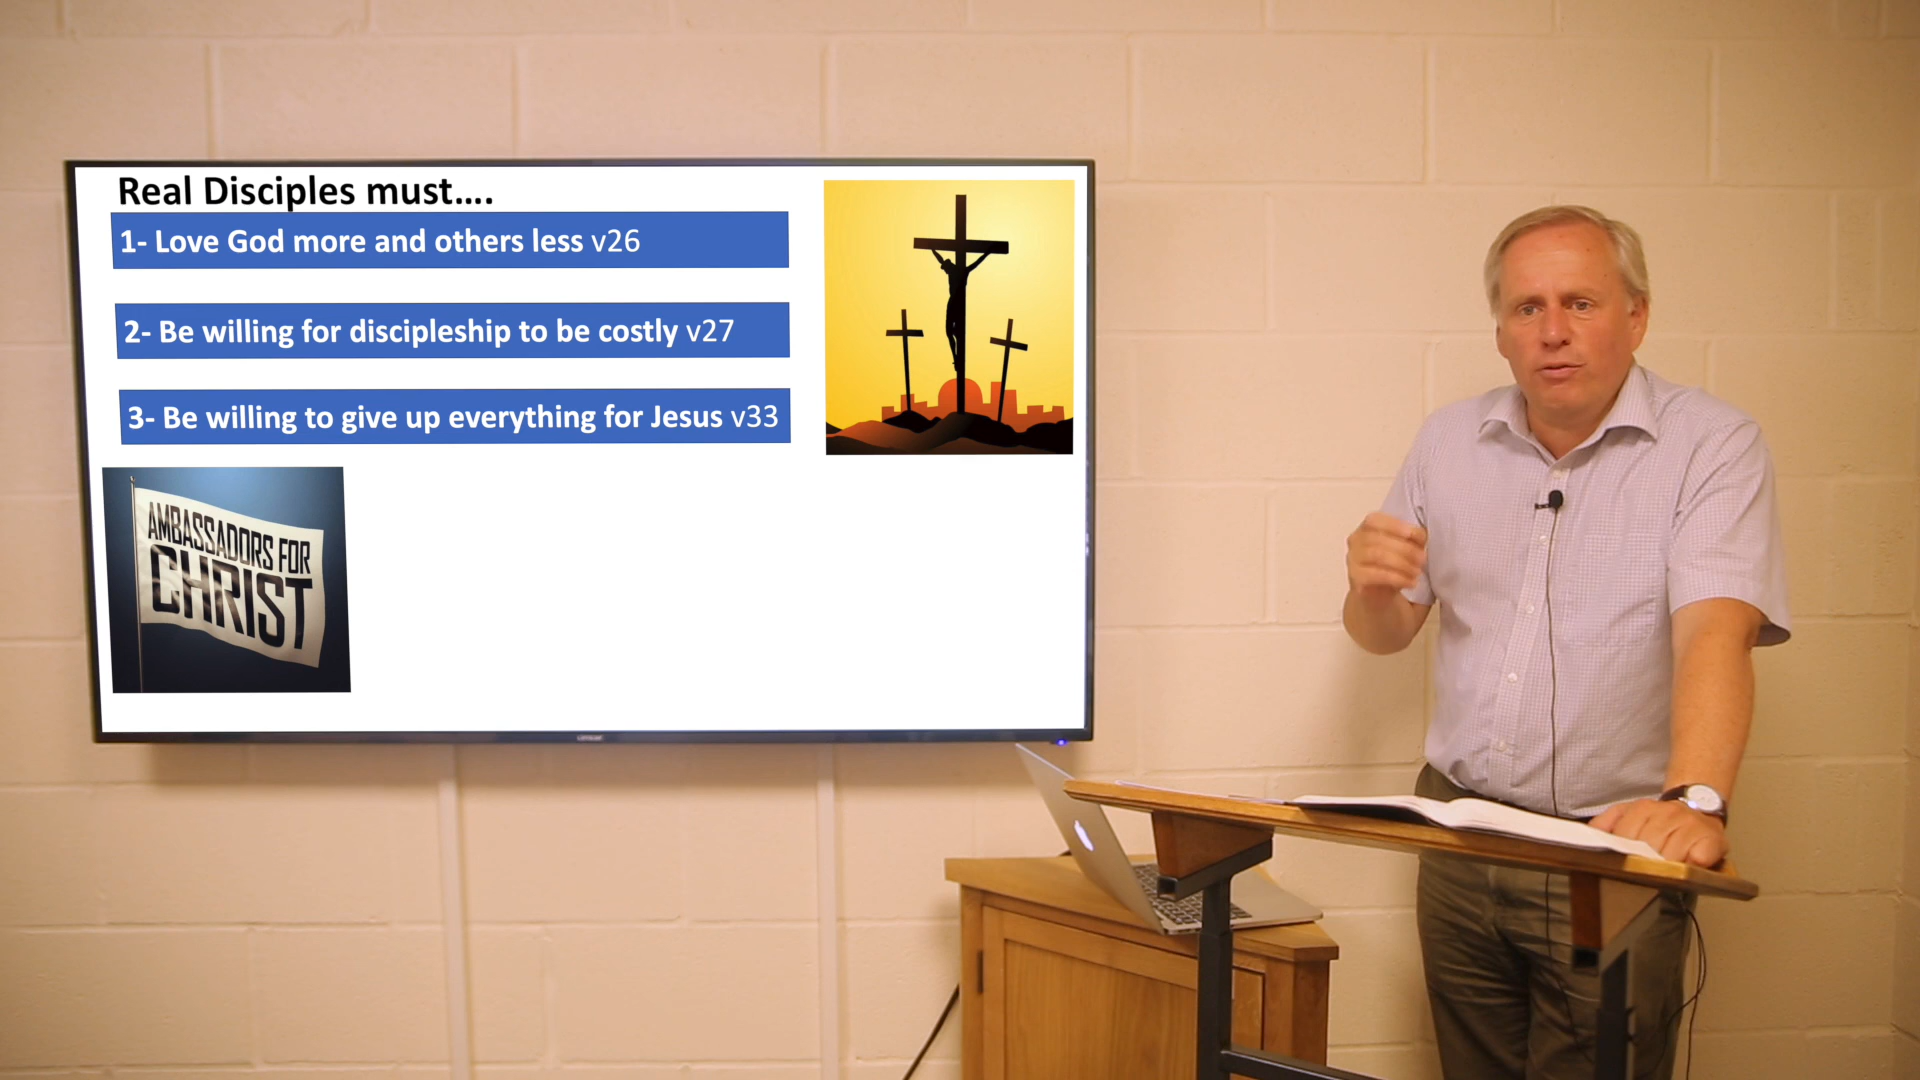 Real Disciples must....
1- Love God more and others less v26
2- Be willing for discipleship to be costly v27
3- Be willing to give up everything for Jesus v33
AMBASSADORS FOR
CHRIST